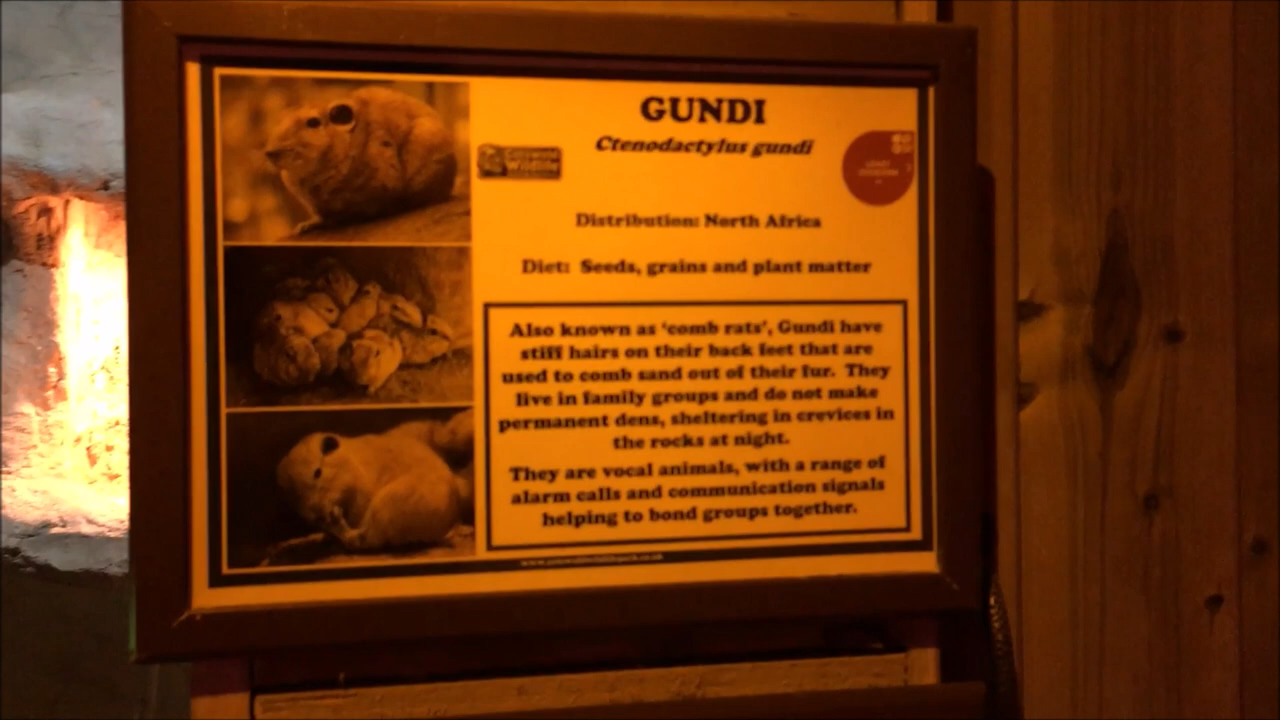 GUNDI
Ctenodactylus gundi
LEAST
CONCERN
Distribution: North Africa
Diet: Seeds, grains and plant matter
Also known as ‘comb rats’, Gundi have
stiff hairs on their back feet that are
used to comb sand out of their fur. They
live in family groups and do not make
permanent dens, sheltering in crevices in
the rocks at night.
They are vocal animals, with a range of
alarm calls and communication signals
helping to bond groups together.